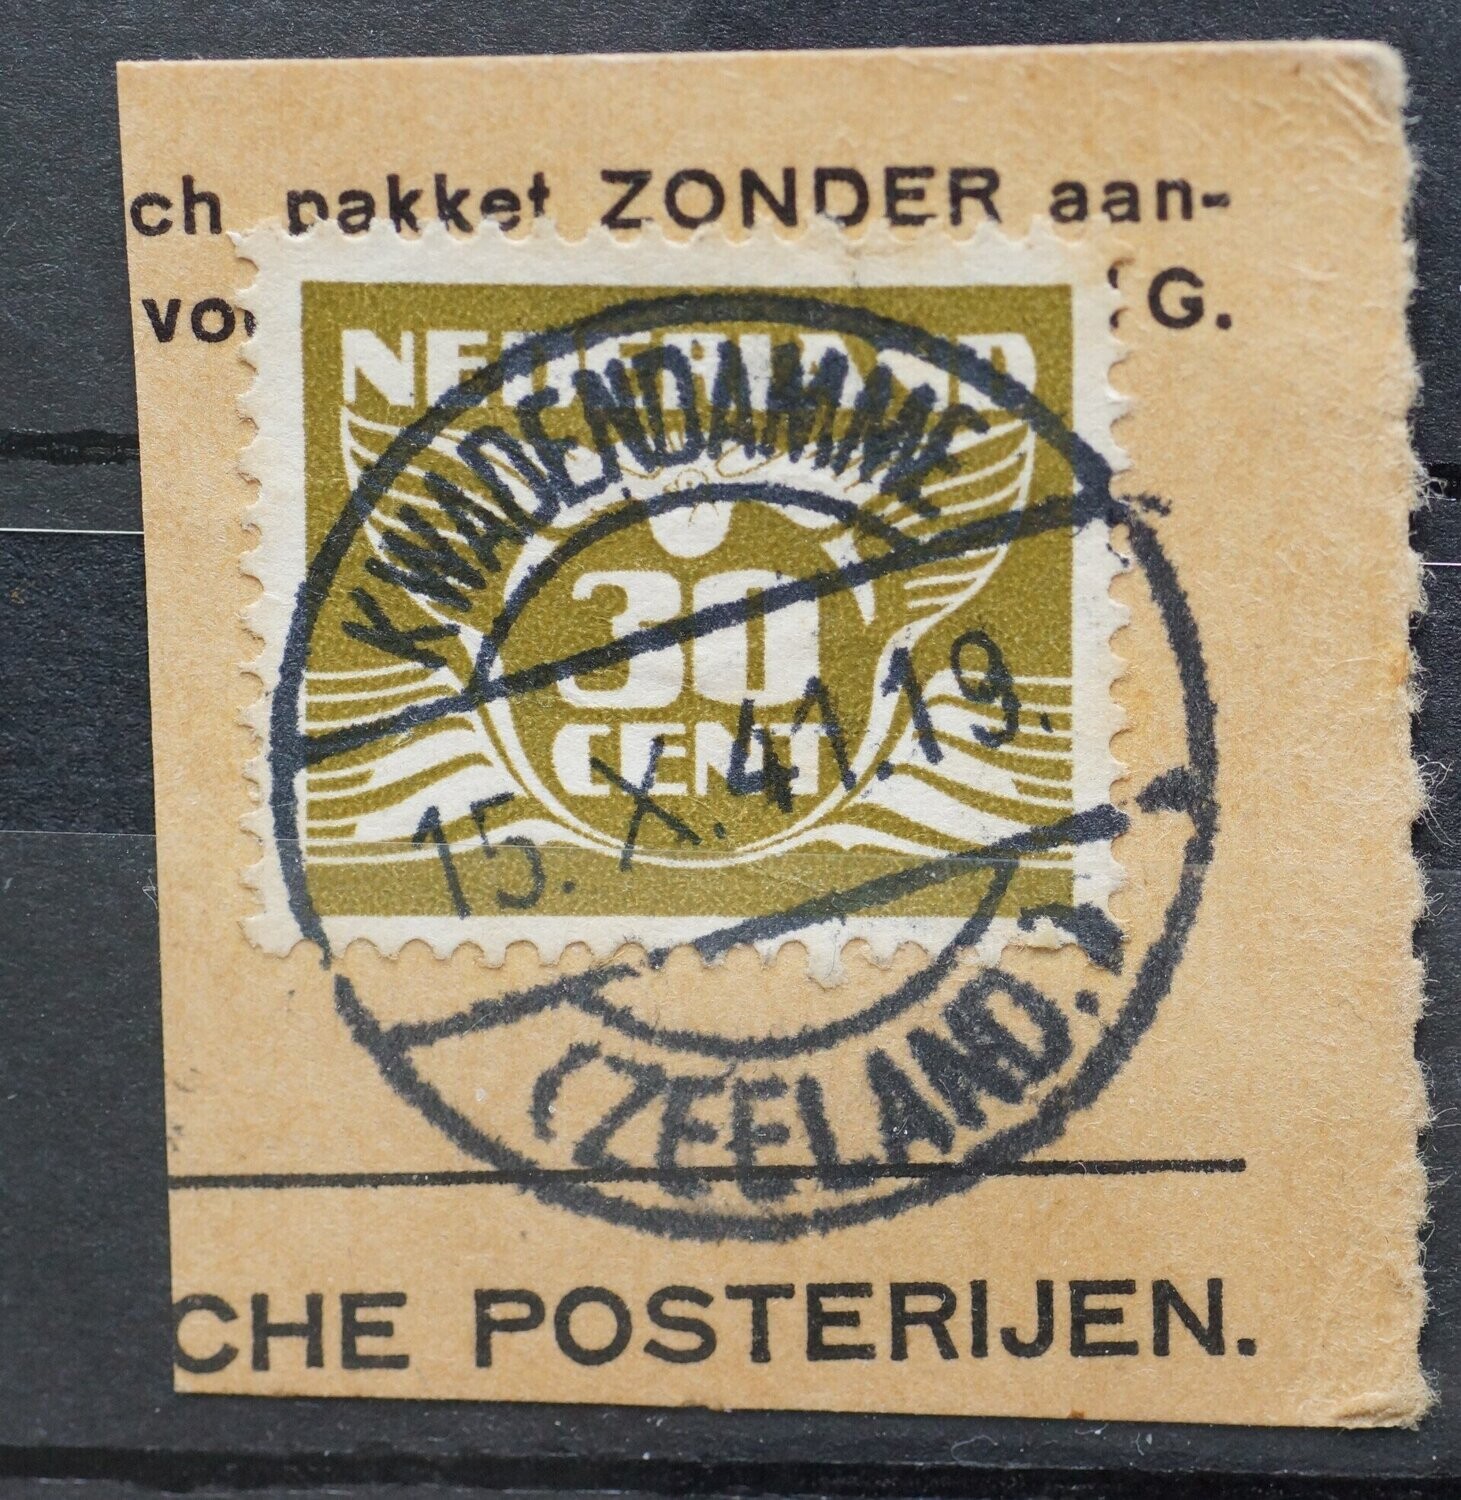 ch pakket ZONDER aan-
G.
NEDERLAND
KWADENDAMME
30
CENT
15.X.41.19.
(ZEELAND.)
CHE POSTERIJEN.